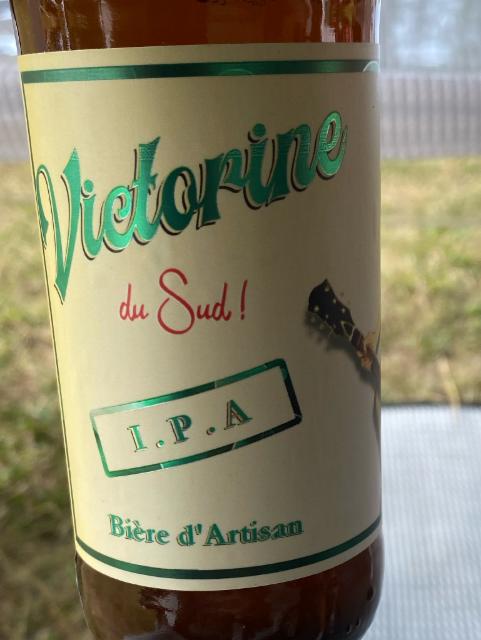 Victorine
du Sud!
I.P.A
Bière d'Artisan